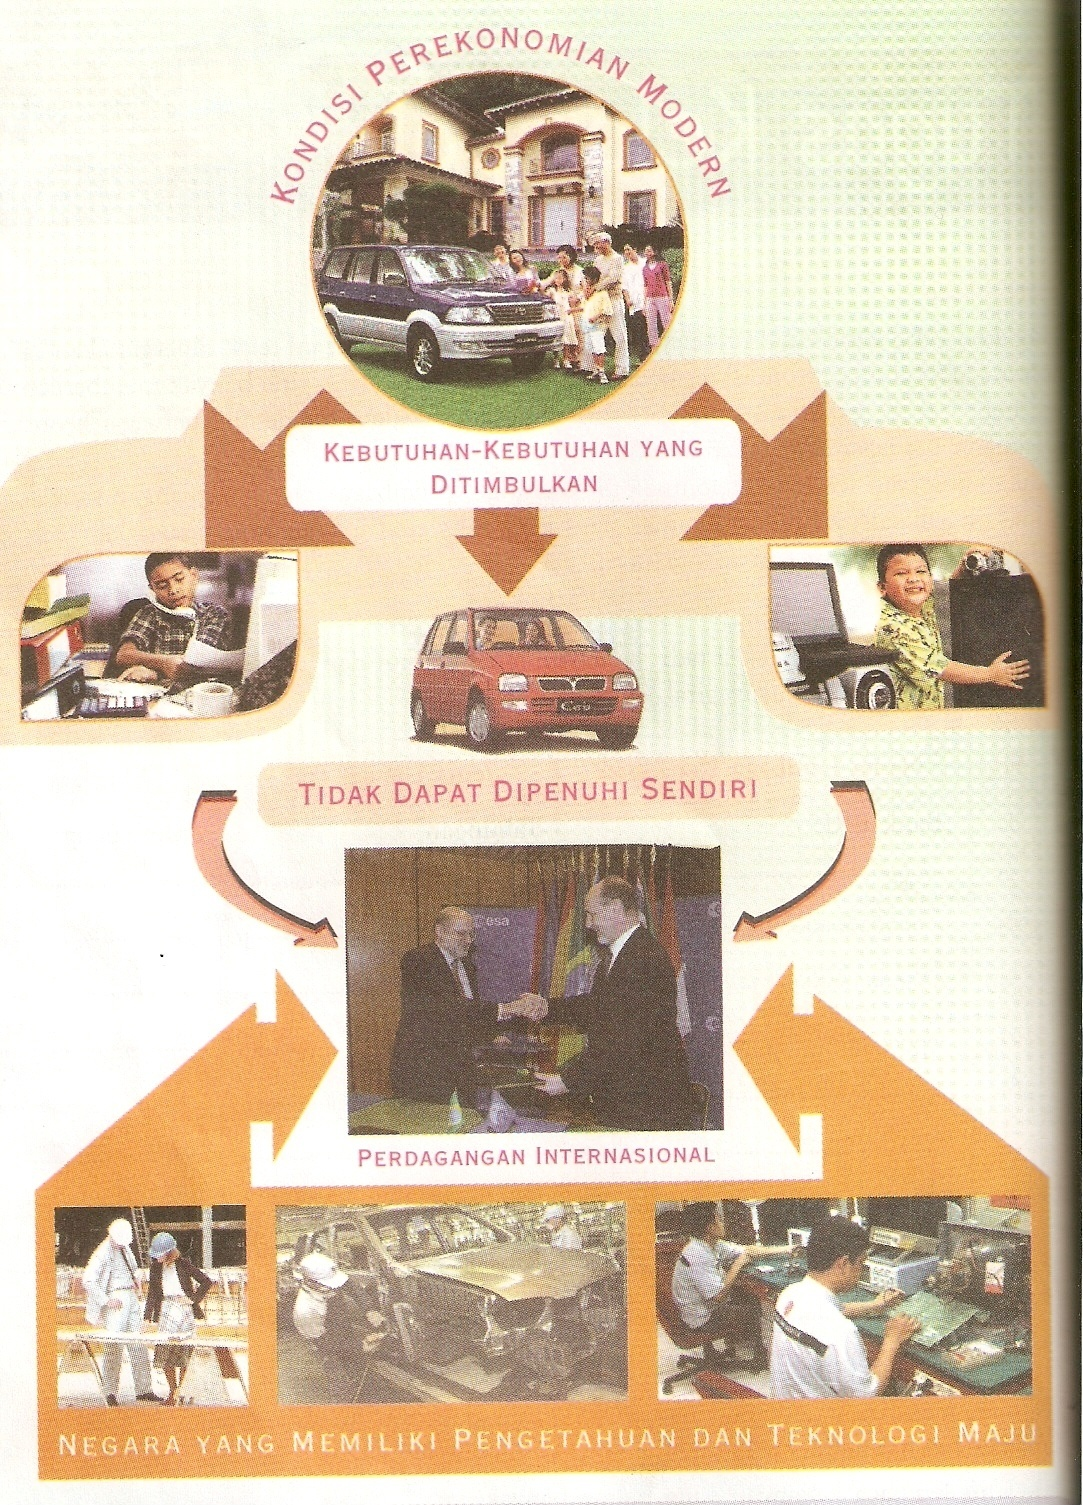 KONDISI PEREKONOMIAN MODERN
KEBUTUHAN-KEBUTUHAN YANG
DITIMBULKAN
TIDAK DAPAT DIPENUHI SENDIRI
esa
PERDAGANGAN INTERNASIONAL
NEGARA YANG MEMILIKI PENGETAHUAN DAN TEKNOLOGI MAJU